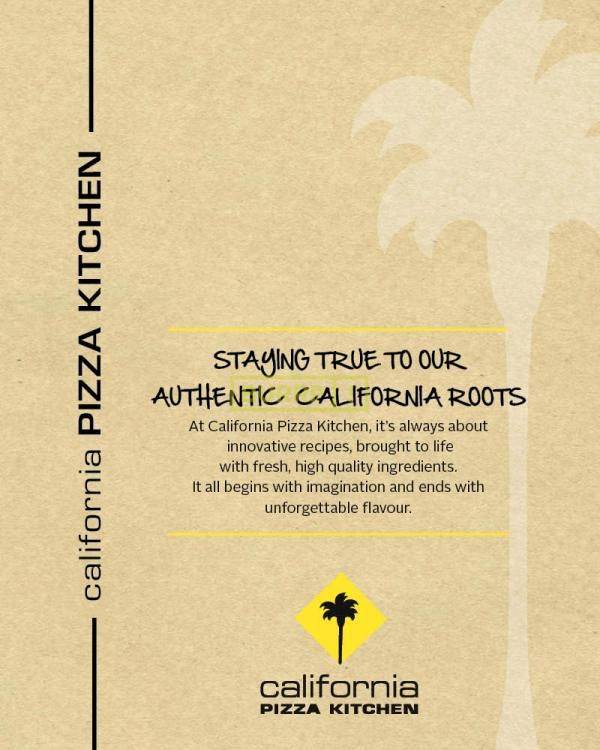 california PIZZA KITCHEN
STAYING TRUE TO OUR
AUTHENTIC CALIFORNIA ROOTS
At California Pizza Kitchen, it's always about
innovative recipes, brought to life
with fresh, high quality ingredients.
It all begins with imagination and ends with
unforgettable flavour.
california
PIZZA KITCHEN